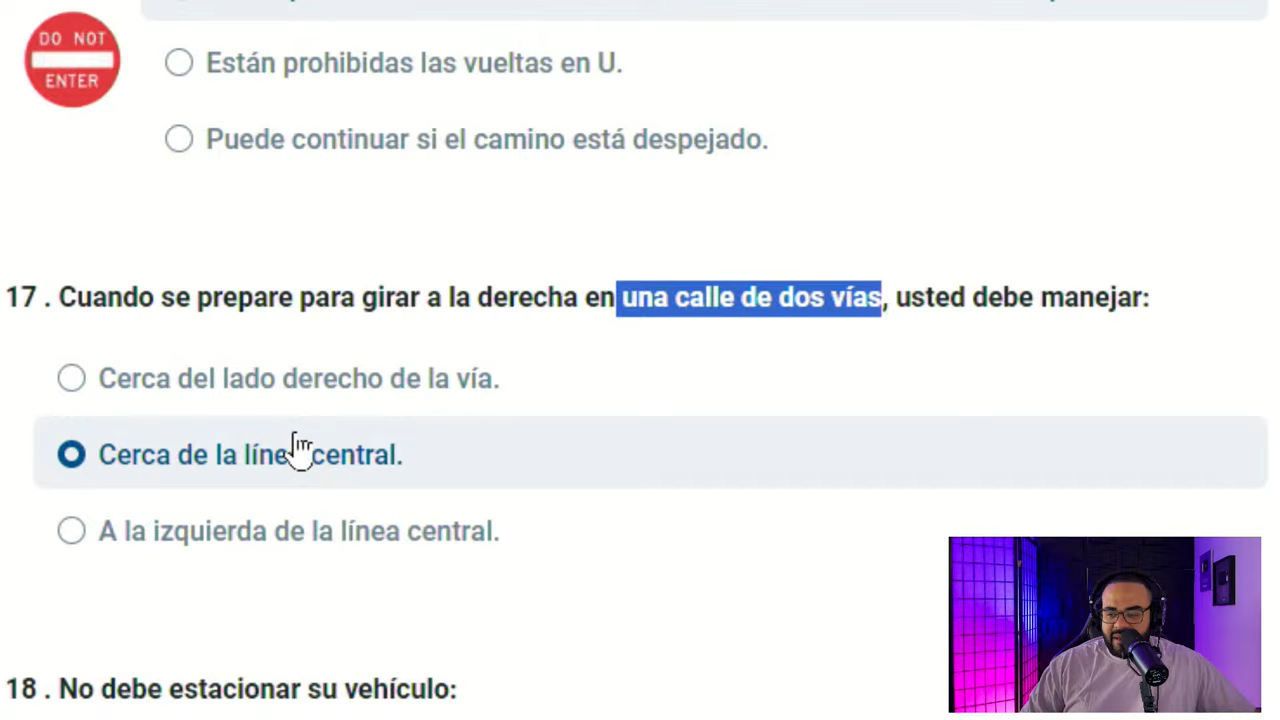 DO NOT
ENTER
Están prohibidas las vueltas en U.
Puede continuar si el camino está despejado.
17 . Cuando se prepare para girar a la derecha en una calle de dos vías, usted debe manejar:
Cerca del lado derecho de la vía.
Cerca de la línea central.
A la izquierda de la línea central.
18 . No debe estacionar su vehículo: